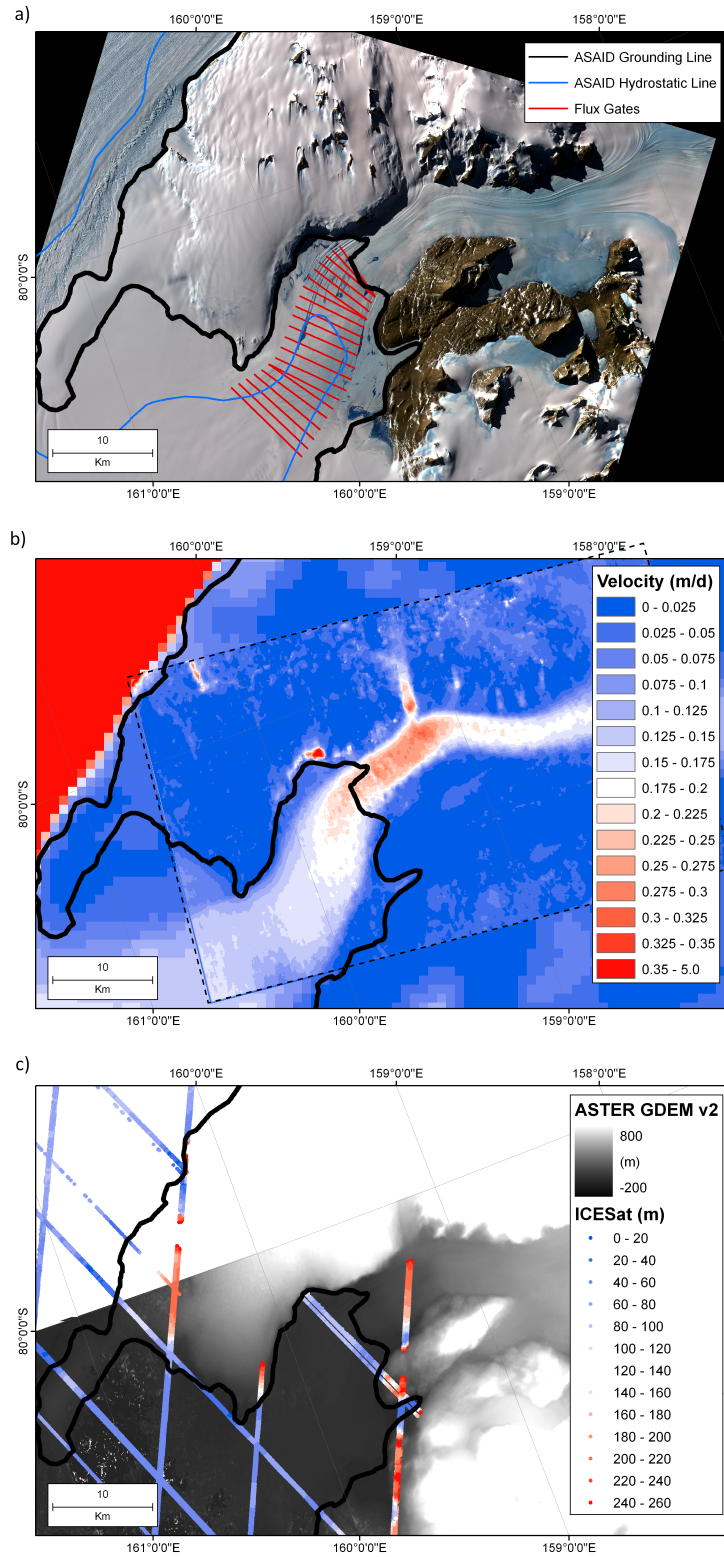 a)
160°0'0"E 159°0'0"E 158°0'0"E
ASAID Grounding Line
ASAID Hydrostatic Line
Flux Gates
80°0'0"S
10
Km
161°0'0"E 160°0'0"E 159°0'0"E
b)
160°0'0"E 159°0'0"E 158°0'0"E
Velocity (m/d)
0 - 0.025
0.025 - 0.05
0.05 - 0.075
0.075 - 0.1
0.1 - 0.125
0.125 - 0.15
0.15 - 0.175
0.175 - 0.2
0.2 - 0.225
0.225 - 0.25
0.25 - 0.275
0.275 - 0.3
0.3 - 0.325
0.325 - 0.35
0.35 - 5.0
80°0'0"S
10
Km
161°0'0"E 160°0'0"E 159°0'0"E
c)
160°0'0"E 159°0'0"E 158°0'0"E
ASTER GDEM v2
800
(m)
-200
ICESat (m)
0 - 20
20 - 40
40 - 60
60 - 80
80 - 100
100 - 120
120 - 140
140 - 160
160 - 180
180 - 200
200 - 220
220 - 240
240 - 260
80°0'0"S
10
Km
161°0'0"E 160°0'0"E 159°0'0"E